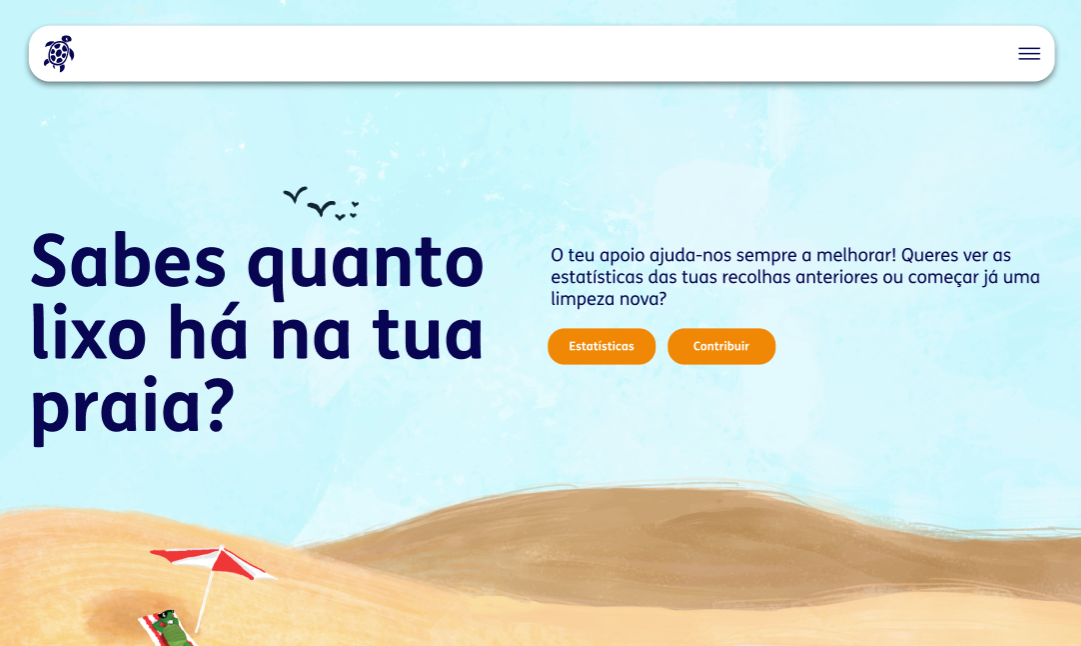 Sabes quanto
lixo há na tua
praia?
O teu apoio ajuda-nos sempre a melhorar! Queres ver as
estatísticas das tuas recolhas anteriores ou começar já uma
limpeza nova?
Estatísticas
Contribuir